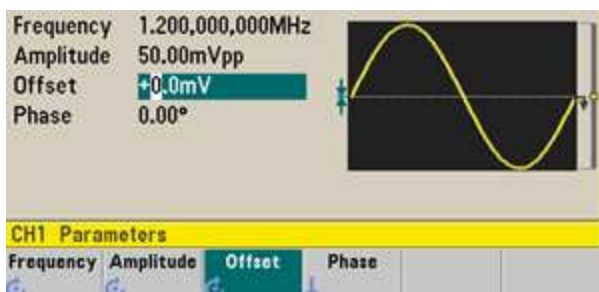 Frequency 1.200,000,000MHz
Amplitude 50.00mVpp
Offset +0.0mV
Phase 0.00°
CH1 Parameters
Frequency Amplitude Offset Phase